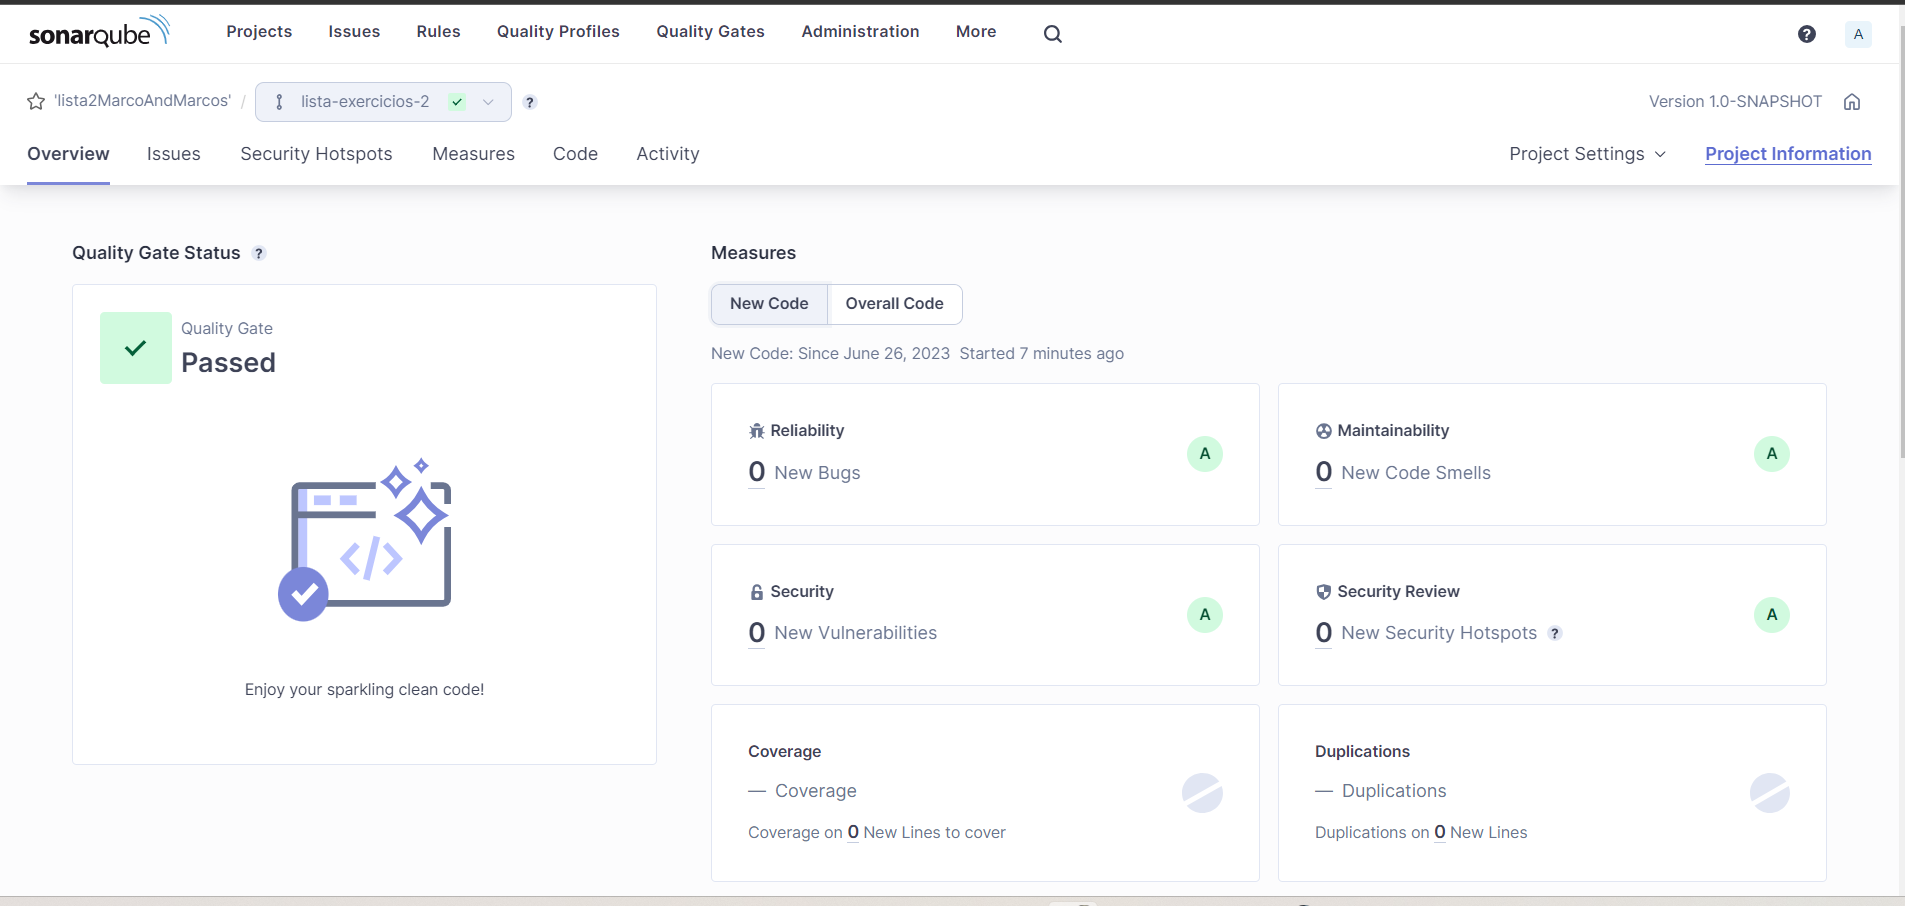 sonarqube Projects Issues Rules Quality Profiles Quality Gates Administration More ? A
'lista2MarcoAndMarcos' / lista-exercicios-2 ? Version 1.0-SNAPSHOT
Overview Issues Security Hotspots Measures Code Activity Project Settings Project Information
Quality Gate Status ?
Quality Gate
Passed
</>
Enjoy your sparkling clean code!
Measures
New Code Overall Code
New Code: Since June 26, 2023 Started 7 minutes ago
Reliability
0 New Bugs
A
Maintainability
0 New Code Smells
A
Security
0 New Vulnerabilities
A
Security Review
0 New Security Hotspots ?
A
Coverage
— Coverage
Coverage on 0 New Lines to cover
Duplications
— Duplications
Duplications on 0 New Lines